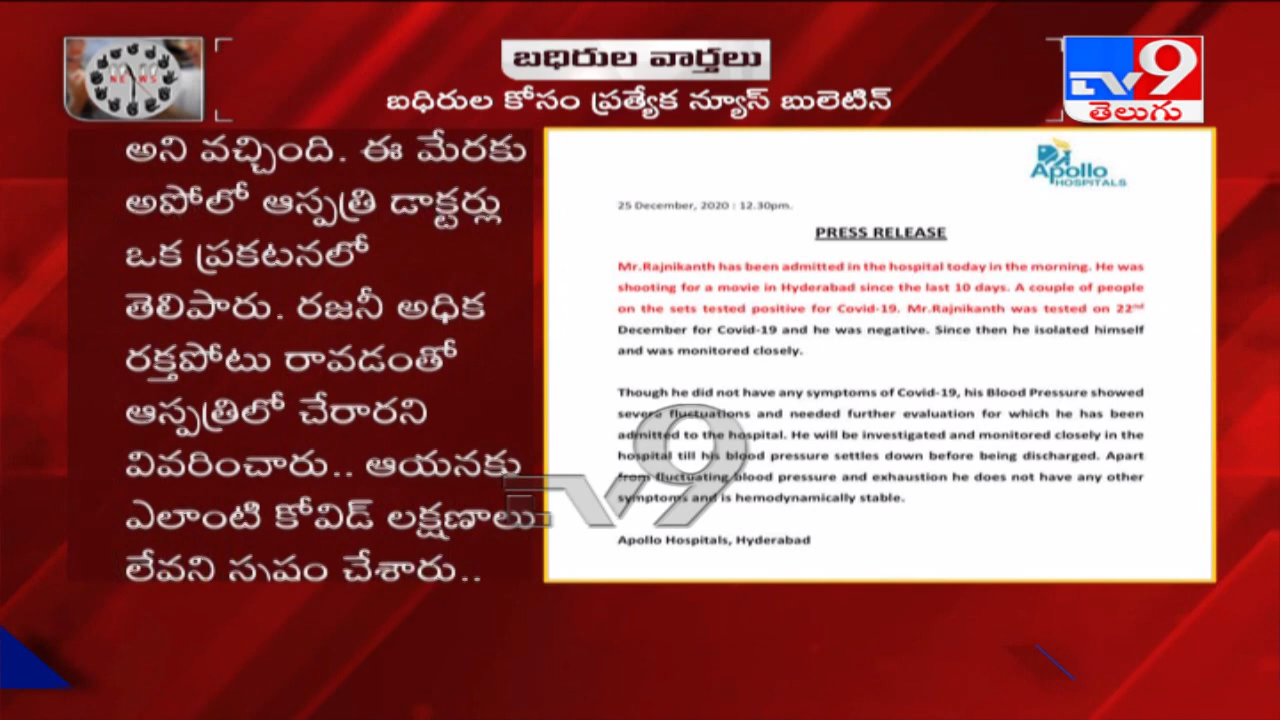 NEWS
బధిరుల వార్తలు
బధిరుల కోసం ప్రత్యేక న్యూస్ బులెటిన్
TV9
తెలుగు
అని వచ్చింది. ఈ మేరకు
అపోలో ఆస్పత్రి డాక్టర్లు
ఒక ప్రకటనలో
తెలిపారు. రజనీ అధిక
రక్తపోటు రావడంతో
ఆస్పత్రిలో చేరారని
వివరించారు.. ఆయనకు
ఎలాంటి కోవిడ్ లక్షణాలు
లేవని స్పష్టం చేశారు..
Apollo
HOSPITALS
25 December, 2020 : 12.30pm.
PRESS RELEASE
Mr.Rajnikanth has been admitted in the hospital today in the morning. He was
shooting for a movie in Hyderabad since the last 10 days. A couple of people
on the sets tested positive for Covid-19. Mr.Rajnikanth was tested on 22nd
December for Covid-19 and he was negative. Since then he isolated himself
and was monitored closely.
Though he did not have any symptoms of Covid-19, his Blood Pressure showed
severe fluctuations and needed further evaluation for which he has been
admitted to the hospital. He will be investigated and monitored closely in the
hospital till his blood pressure settles down before being discharged. Apart
from fluctuating blood pressure and exhaustion he does not have any other
symptoms and is hemodynamically stable.
Apollo Hospitals, Hyderabad
TV9